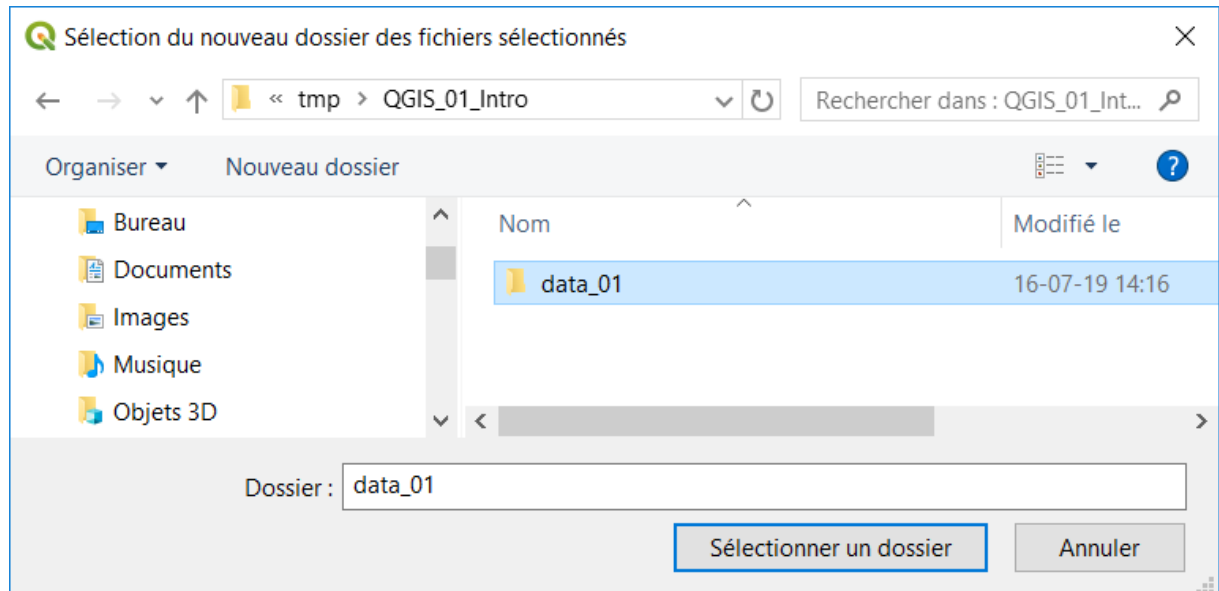 Sélection du nouveau dossier des fichiers sélectionnés
« tmp > QGIS_01_Intro
Rechercher dans : QGIS_01_Int...
Organiser
Nouveau dossier
?
Bureau
Documents
Images
Musique
Objets 3D
Nom
Modifié le
data_01
16-07-19 14:16
Dossier :
data_01
Sélectionner un dossier
Annuler